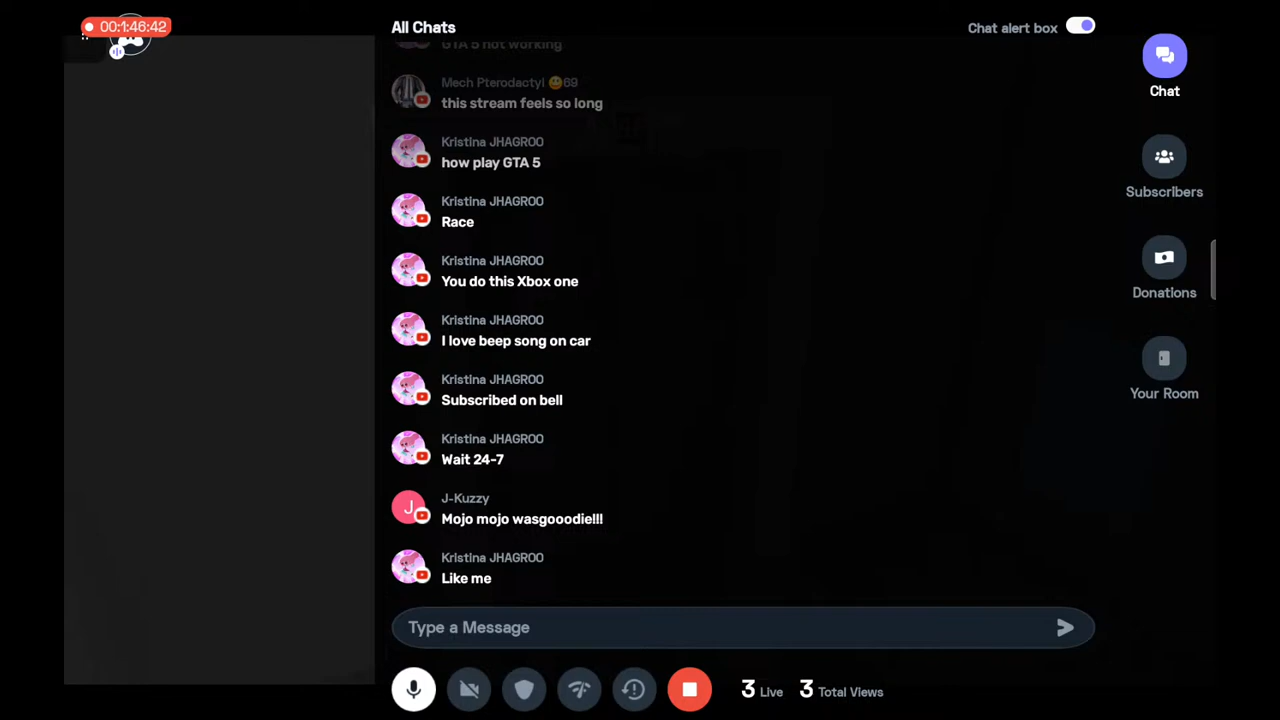 00:1:46:42
All Chats
Chat alert box
GTA 5 not working
Mech Pterodactyl 😀69
this stream feels so long
Kristina JHAGROO
how play GTA 5
Kristina JHAGROO
Race
Kristina JHAGROO
You do this Xbox one
Kristina JHAGROO
I love beep song on car
Kristina JHAGROO
Subscribed on bell
Kristina JHAGROO
Wait 24-7
J
J-Kuzzy
Mojo mojo wasgooodie!!!
Kristina JHAGROO
Like me
Type a Message
3 Live 3 Total Views
Chat
Subscribers
Donations
Your Room